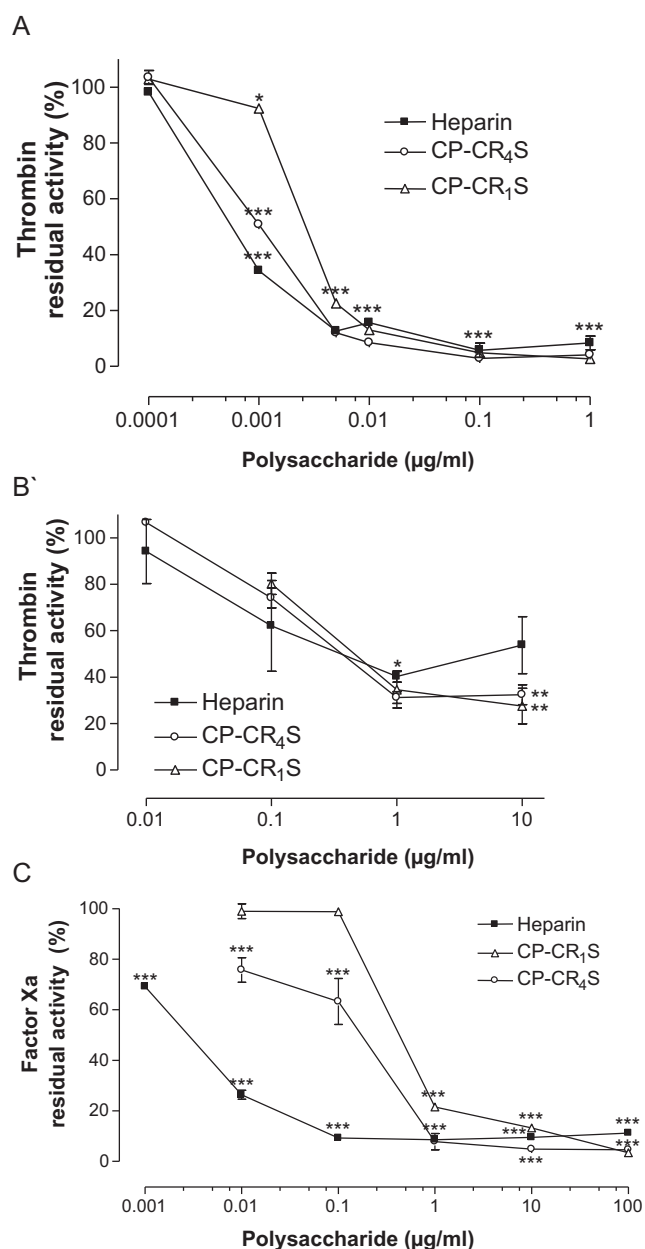 A
Thrombin
residual activity (%)
100
80
60
40
20
0
*
***
***
***
***
***
***
Heparin
CP-CR₄S
CP-CR₁S
0.0001
0.001
0.01
0.1
1
Polysaccharide (µg/ml)
B`
Thrombin
residual activity (%)
100
80
60
40
20
0
*
**
**
Heparin
CP-CR₄S
CP-CR₁S
0.01
0.1
1
10
Polysaccharide (µg/ml)
C
Factor Xa
residual activity (%)
100
80
60
40
20
0
***
***
***
***
***
***
***
***
***
***
***
***
Heparin
CP-CR₁S
CP-CR₄S
0.001
0.01
0.1
1
10
100
Polysaccharide (µg/ml)